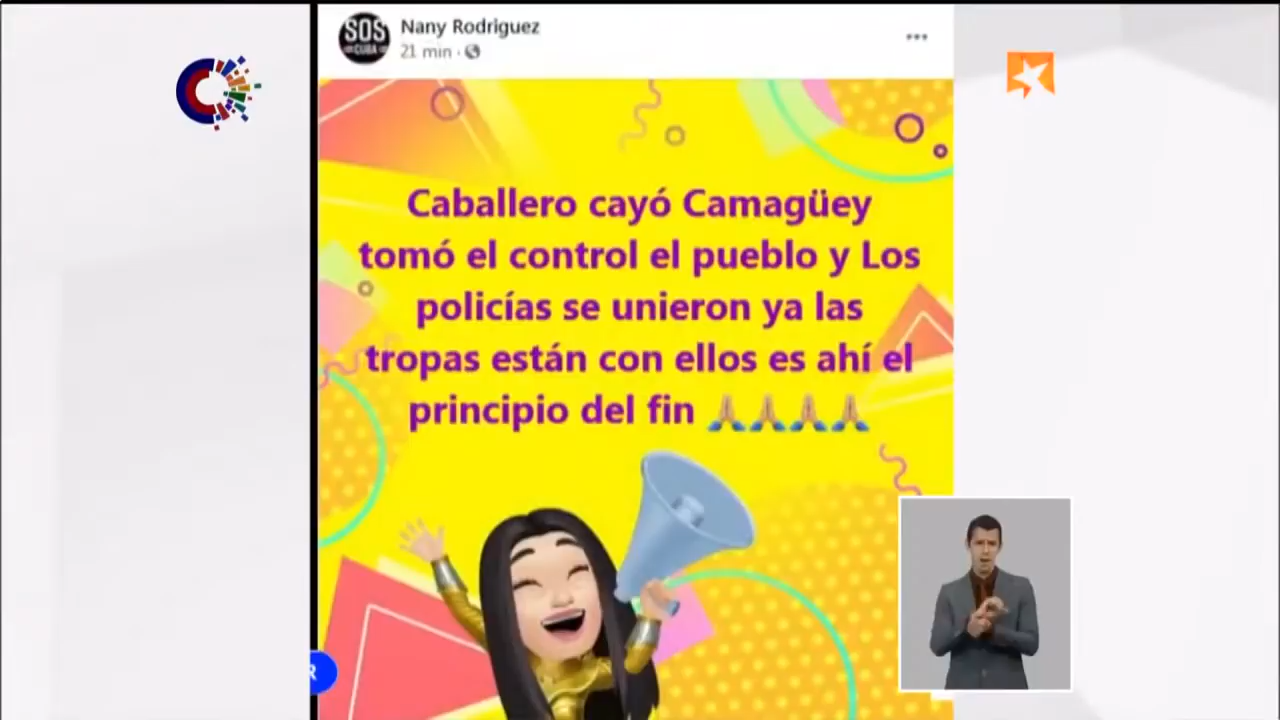 SOS
CUBA
Nany Rodriguez
21 min ·
Caballero cayó Camagüey
tomó el control el pueblo y Los
policías se unieron ya las
tropas están con ellos es ahí el
principio del fin 🙏🏽🙏🏽🙏🏽🙏🏽
R